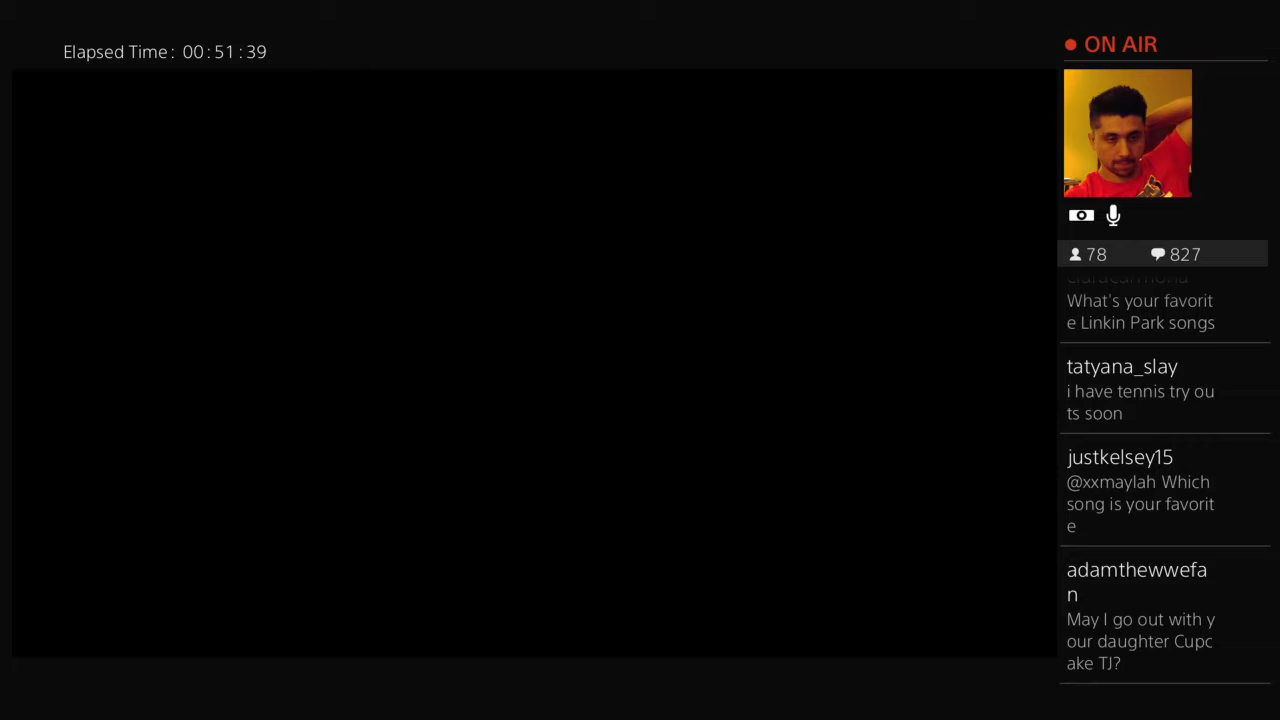 Elapsed Time: 00:51:39
ON AIR
78 827
What's your favorit
e Linkin Park songs
tatyana_slay
i have tennis try ou
ts soon
justkelsey15
@xxmaylah Which
song is your favorit
e
adamthewwefa
n
May I go out with y
our daughter Cupc
ake TJ?